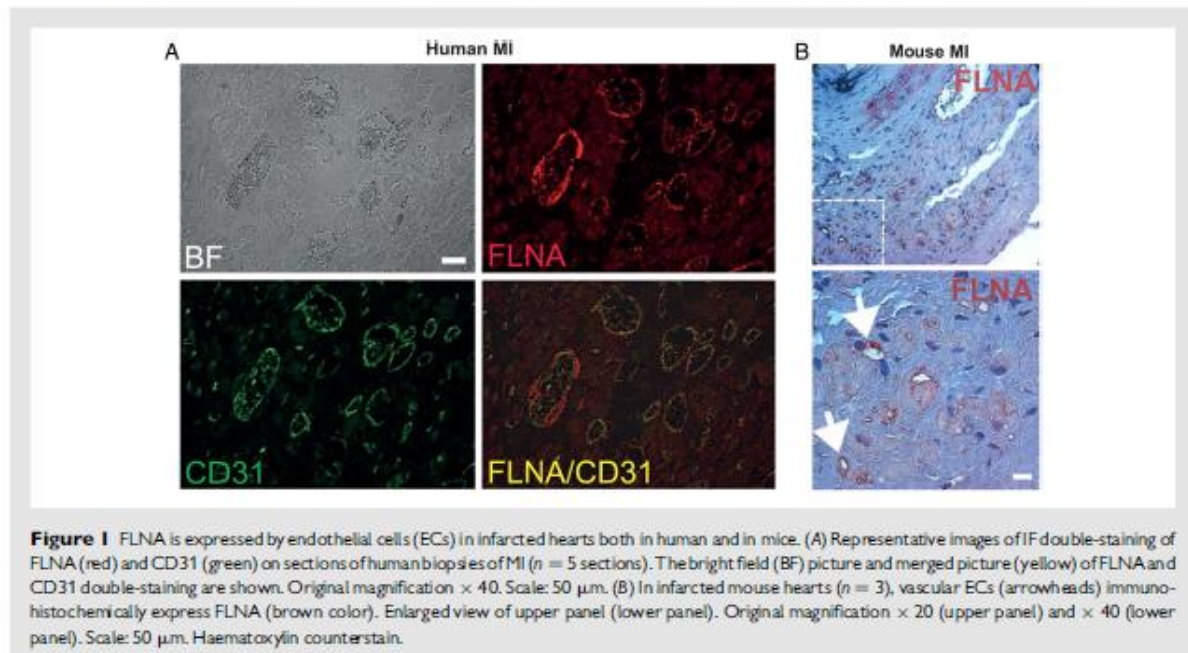 A
Human MI
B
Mouse MI
BF
FLNA
CD31
FLNA/CD31
FLNA
FLNA
Figure 1 FLNA is expressed by endothelial cells (ECs) in infarcted hearts both in human and in mice. (A) Representative images of IF double-staining of
FLNA (red) and CD31 (green) on sections of human biopsies of MI (n = 5 sections). The bright field (BF) picture and merged picture (yellow) of FLNA and
CD31 double-staining are shown. Original magnification × 40. Scale: 50 μm. (B) In infarcted mouse hearts (n = 3), vascular ECs (arrowheads) immuno-
histochemically express FLNA (brown color). Enlarged view of upper panel (lower panel). Original magnification × 20 (upper panel) and × 40 (lower
panel). Scale: 50 μm. Haematoxylin counterstain.